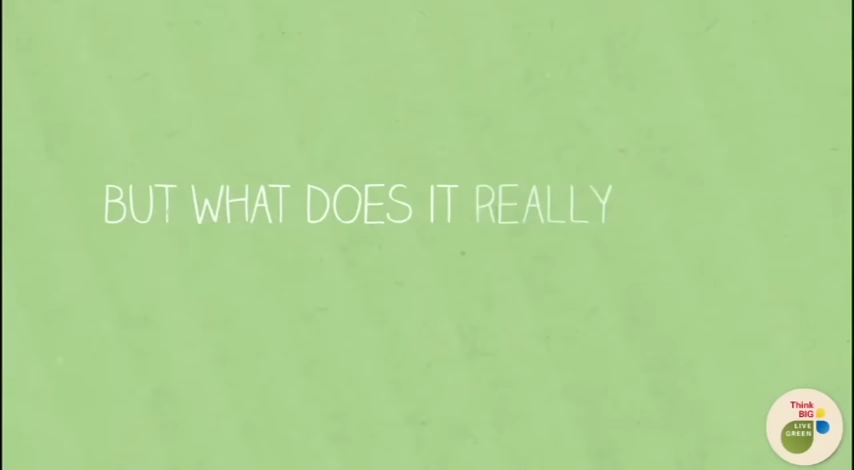 BUT WHAT DOES IT REALLY
Think
BIG
LIVE
GREEN